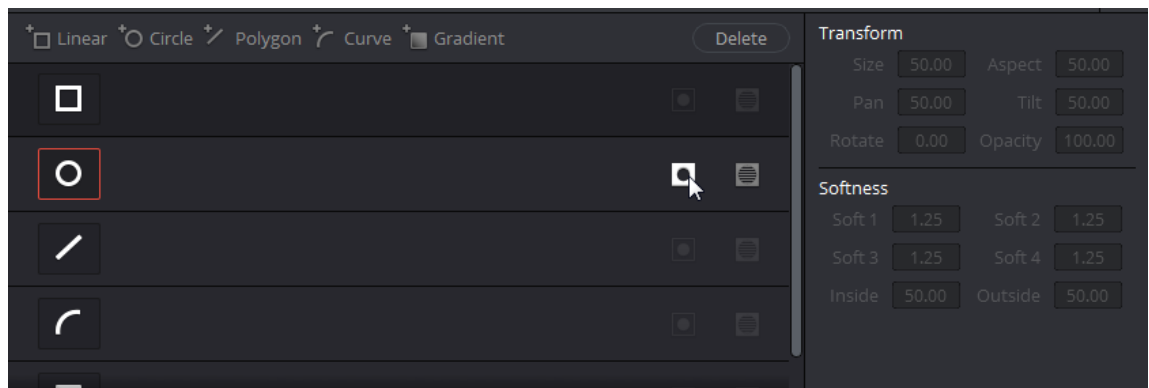 Linear Circle Polygon Curve Gradient Delete
Transform
Size 50.00 Aspect 50.00
Pan 50.00 Tilt 50.00
Rotate 0.00 Opacity 100.00
Softness
Soft 1 1.25 Soft 2 1.25
Soft 3 1.25 Soft 4 1.25
Inside 50.00 Outside 50.00